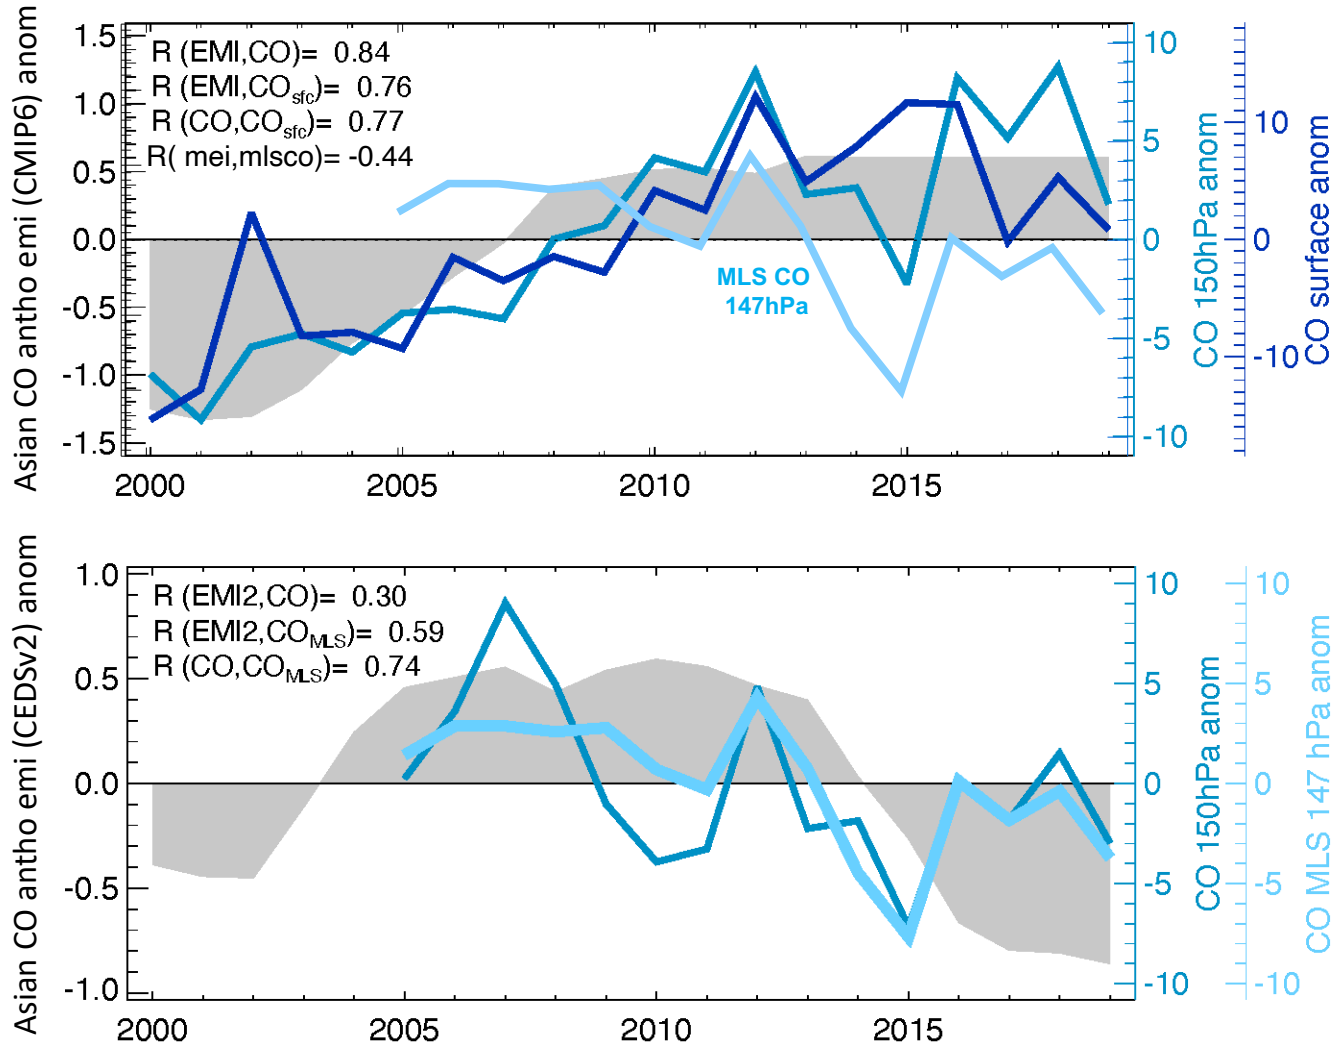 Asian CO antho emi (CMIP6) anom
1.5
1.0
0.5
0.0
-0.5
-1.0
-1.5
R (EMI,CO)= 0.84
R (EMI,COsfc)= 0.76
R (CO,COsfc)= 0.77
R( mei,mlsco)= -0.44
MLS CO
147hPa
10
5
0
-5
-10
CO 150hPa anom
10
0
-10
CO surface anom
2000 2005 2010 2015
Asian CO antho emi (CEDSv2) anom
1.0
0.5
0.0
-0.5
-1.0
R (EMI2,CO)= 0.30
R (EMI2,COMLS)= 0.59
R (CO,COMLS)= 0.74
10
5
0
-5
-10
CO 150hPa anom
10
5
0
-5
-10
CO MLS 147 hPa anom
2000 2005 2010 2015